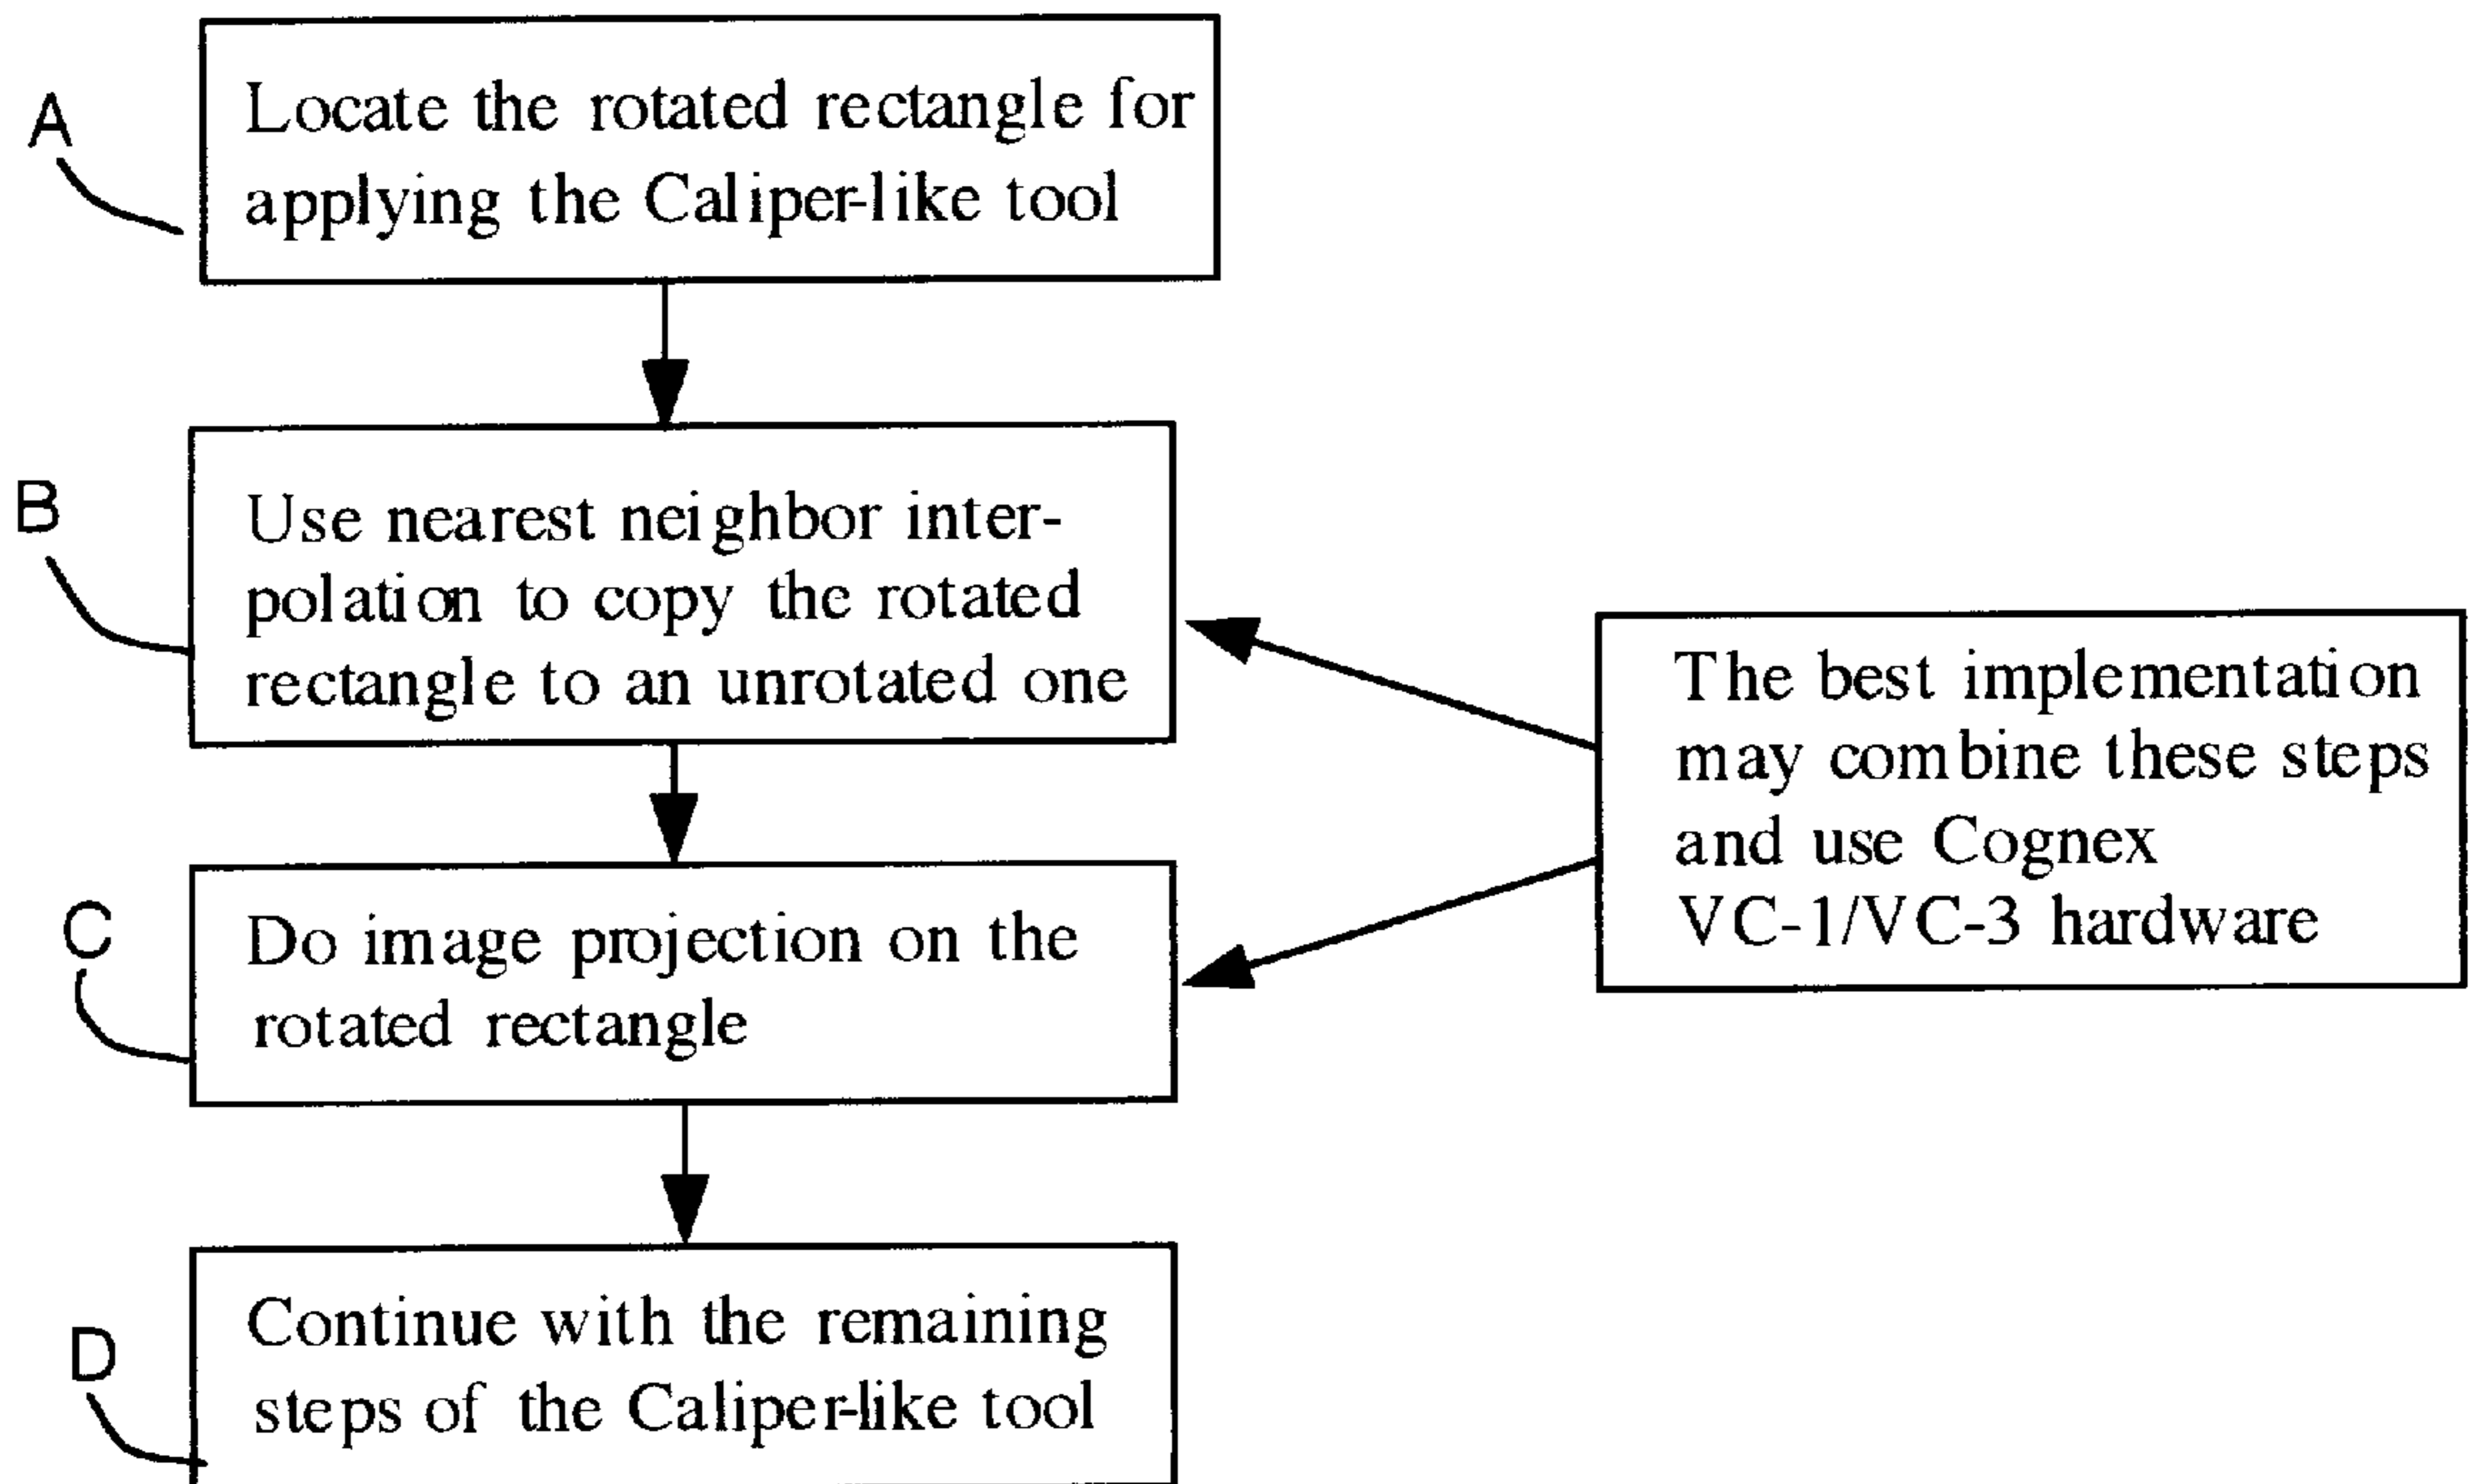 A
Locate the rotated rectangle for
applying the Caliper-like tool
B
Use nearest neighbor inter-
polation to copy the rotated
rectangle to an unrotated one
The best implementation
may combine these steps
and use Cognex
VC-1/VC-3 hardware
C
Do image projection on the
rotated rectangle
D
Continue with the remaining
steps of the Caliper-like tool